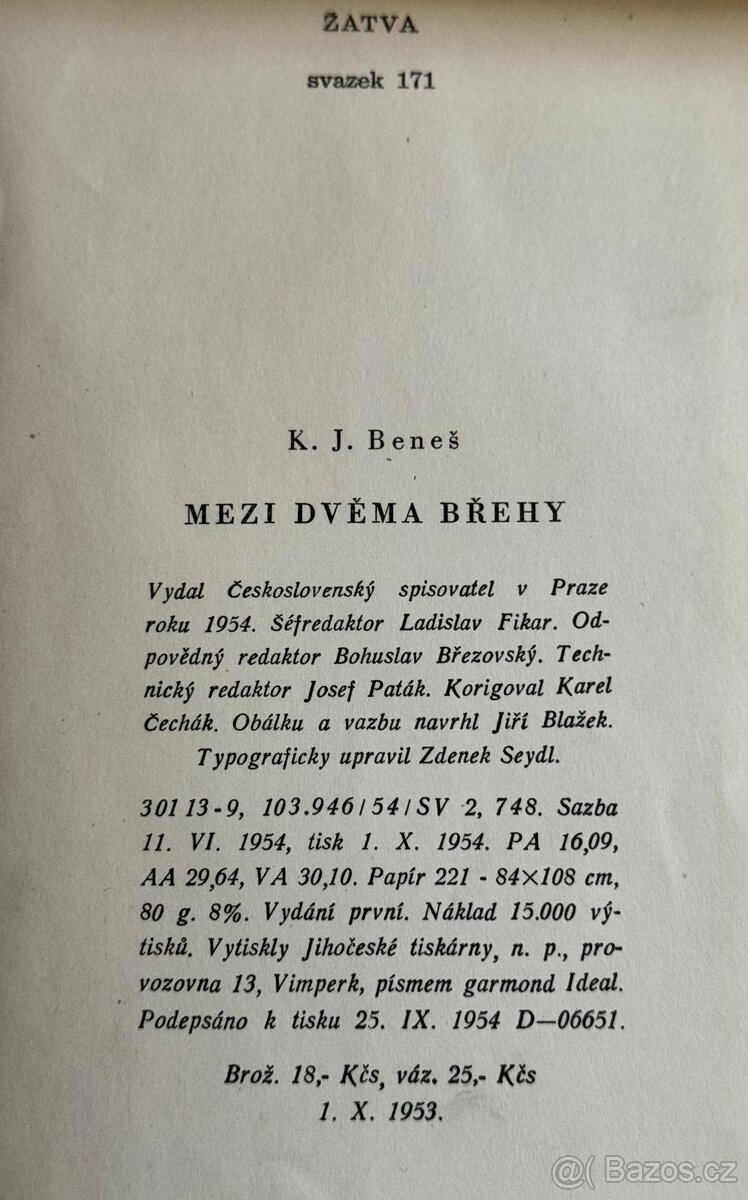 ŽATVA
svazek 171
K. J. Beneš
MEZI DVĚMA BŘEHY
Vydal Československý spisovatel v Praze
roku 1954. Šéfredaktor Ladislav Fikar. Od-
povědný redaktor Bohuslav Březovský. Tech-
nický redaktor Josef Paták. Korigoval Karel
Čechák. Obálku a vazbu navrhl Jiří Blažek.
Typograficky upravil Zdenek Seydl.
301 13-9, 103.946/54/SV 2, 748. Sazba
11. VI. 1954, tisk 1. X. 1954. PA 16,09,
AA 29,64, VA 30,10. Papír 221 - 84×108 cm,
80 g. 8%. Vydání první. Náklad 15.000 vý-
tisků. Vytiskly Jihočeské tiskárny, n. p., pro-
vozovna 13, Vimperk, písmem garmond Ideal.
Podepsáno k tisku 25. IX. 1954 D—06651.
Brož. 18,- Kčs, váz. 25,- Kčs
1. X. 1953.
@( Bazos.cz